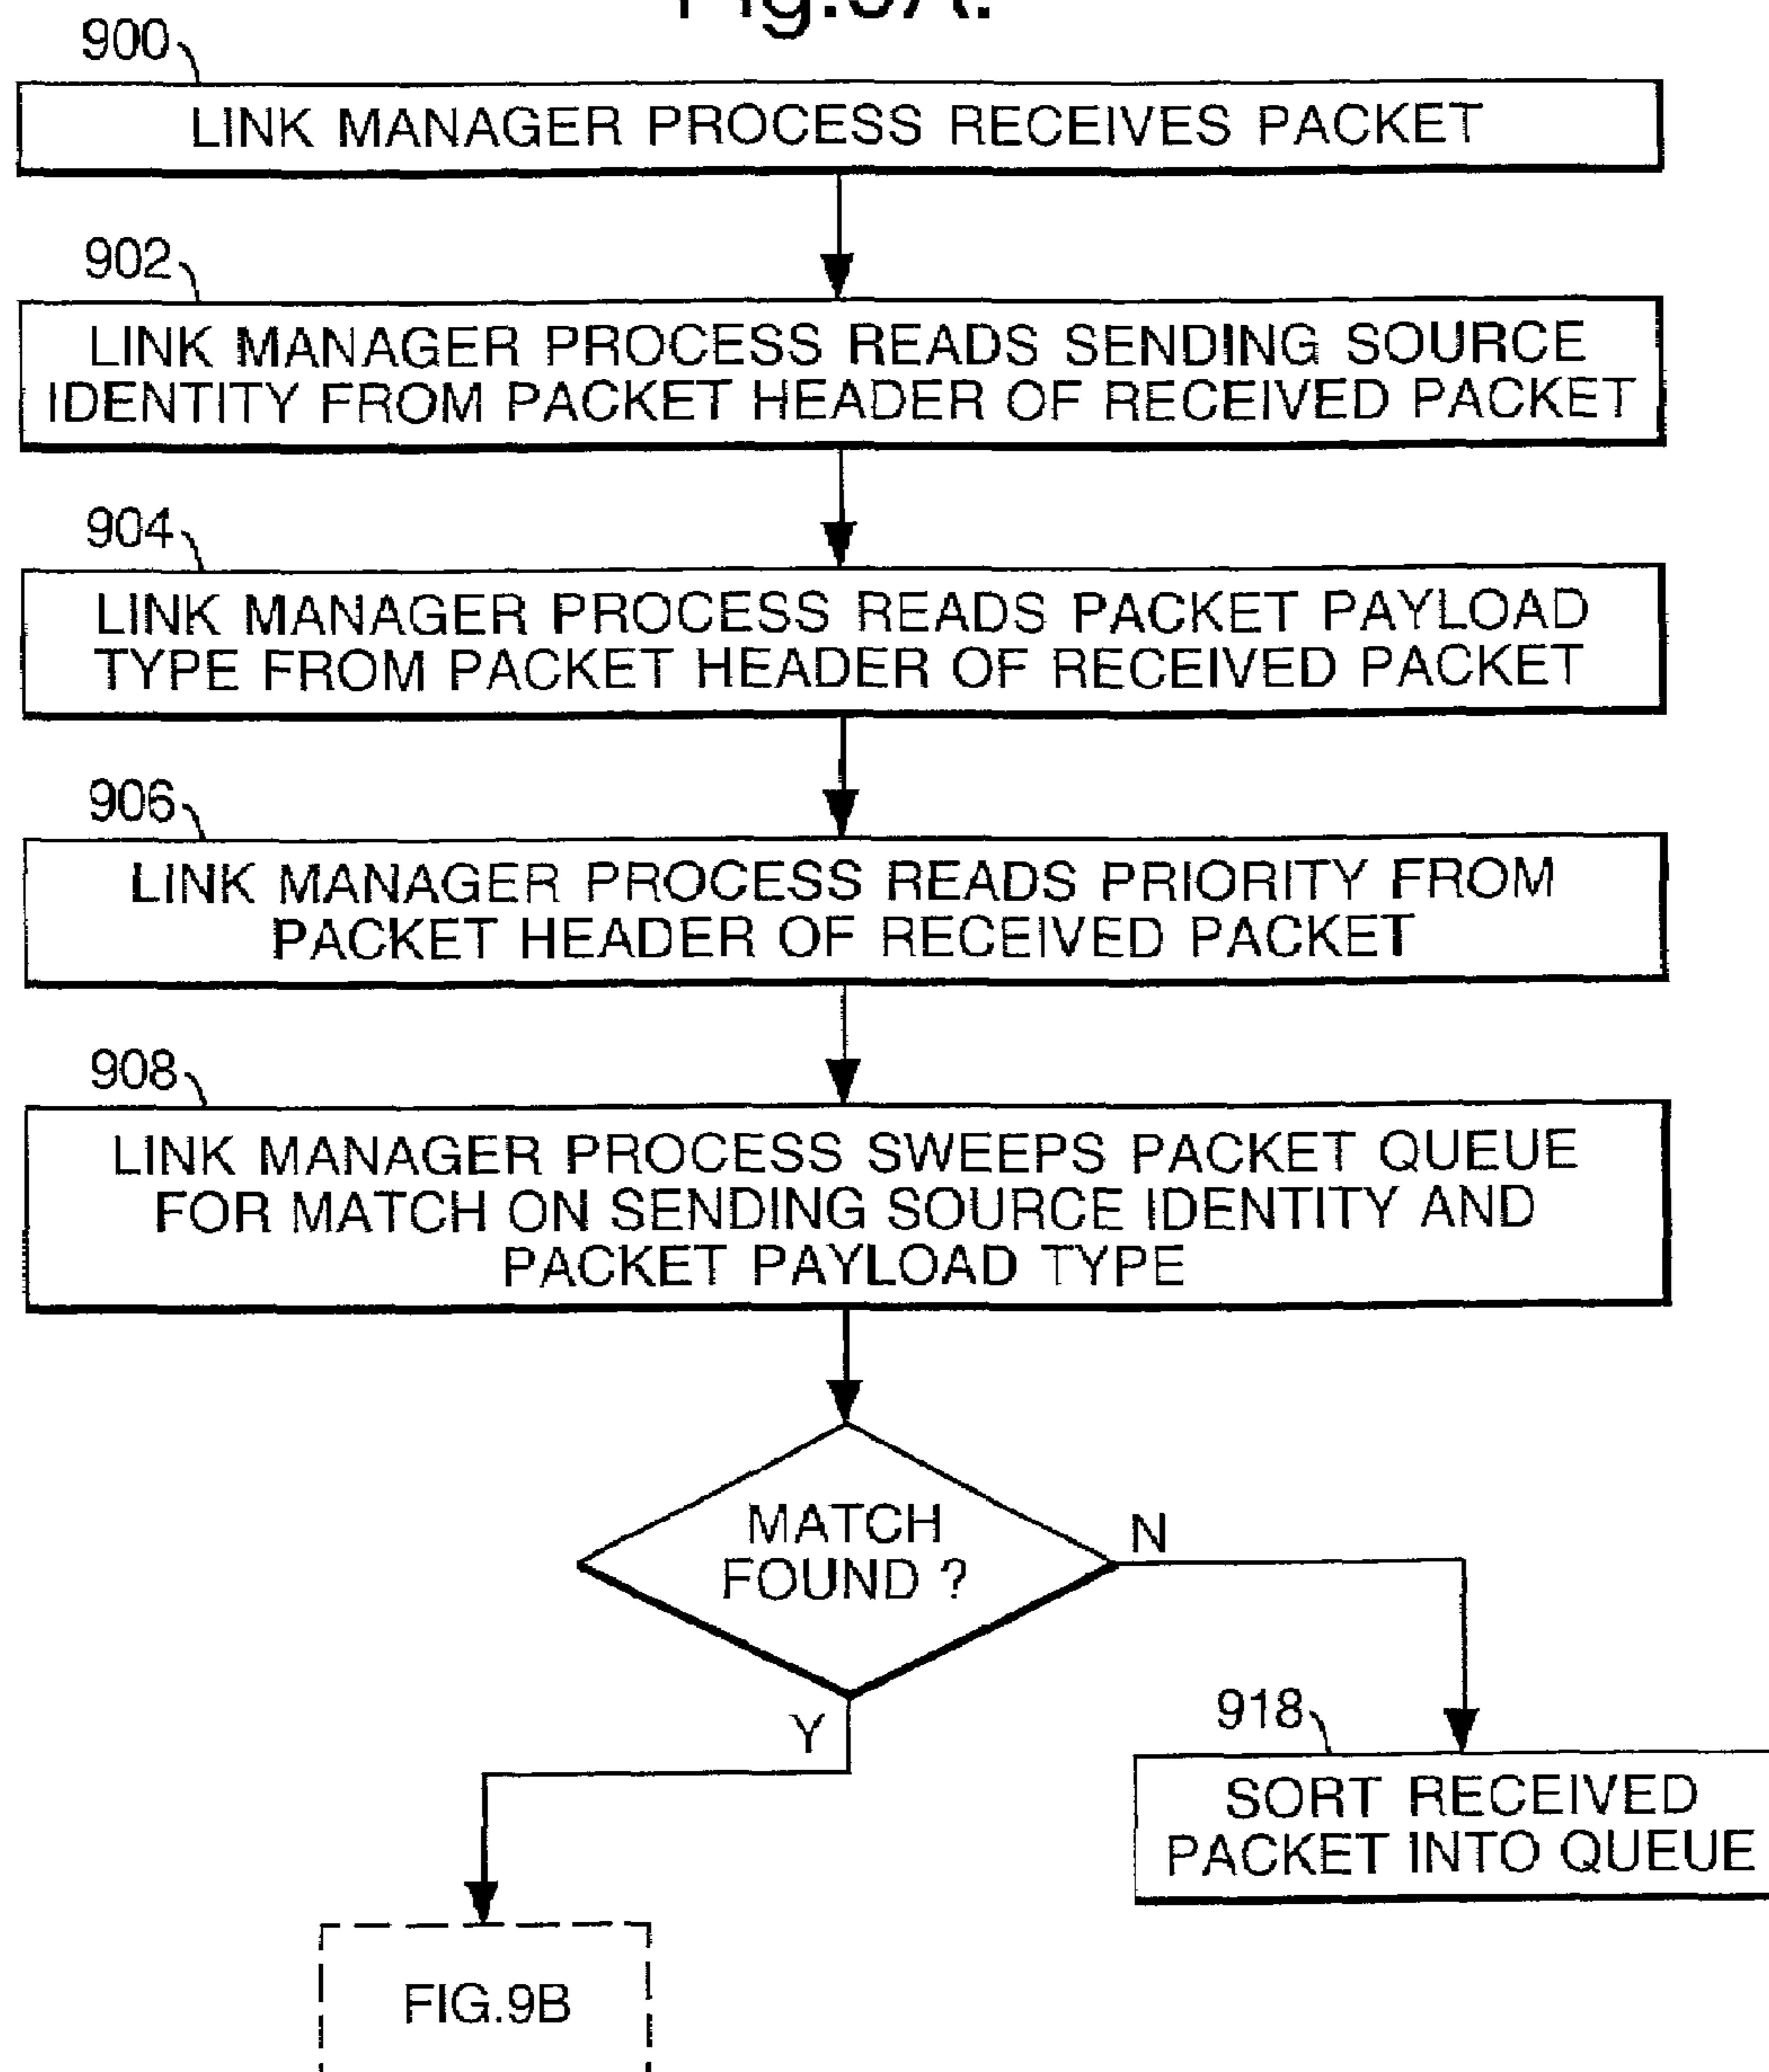 900
LINK MANAGER PROCESS RECEIVES PACKET
902
LINK MANAGER PROCESS READS SENDING SOURCE
IDENTITY FROM PACKET HEADER OF RECEIVED PACKET
904
LINK MANAGER PROCESS READS PACKET PAYLOAD
TYPE FROM PACKET HEADER OF RECEIVED PACKET
906
LINK MANAGER PROCESS READS PRIORITY FROM
PACKET HEADER OF RECEIVED PACKET
908
LINK MANAGER PROCESS SWEEPS PACKET QUEUE
FOR MATCH ON SENDING SOURCE IDENTITY AND
PACKET PAYLOAD TYPE
MATCH
FOUND ?
N
Y
918
SORT RECEIVED
PACKET INTO QUEUE
FIG.9B